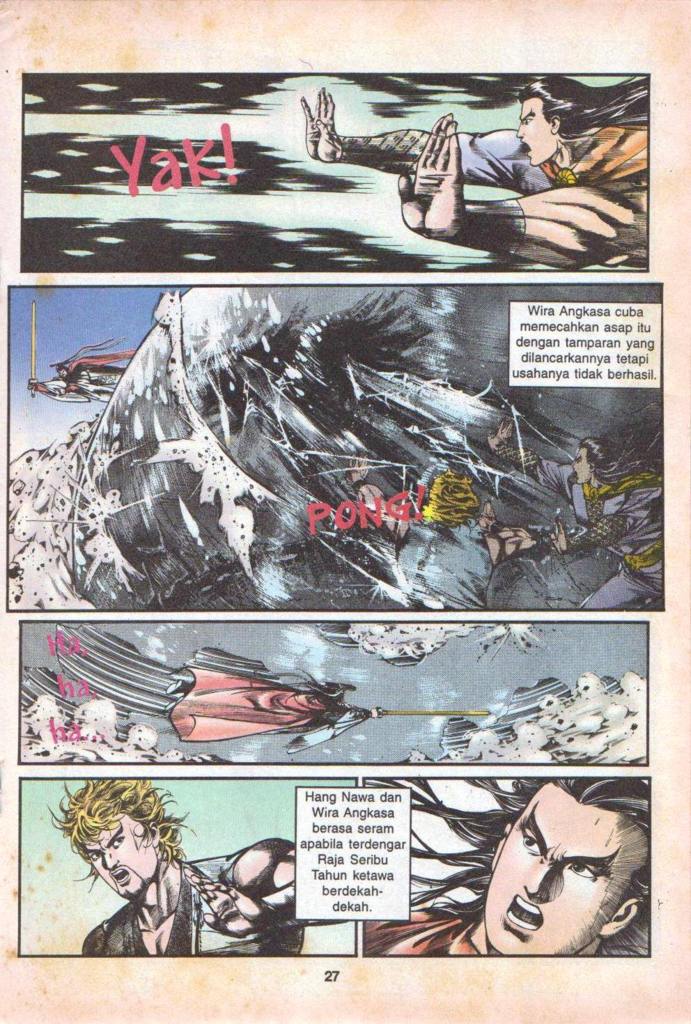 Yak!
Wira Angkasa cuba
memecahkan asap itu
dengan tamparan yang
dilancarkannya tetapi
usahanya tidak berhasil.
PONG!
Ha,
ha,
ha...
Hang Nawa dan
Wira Angkasa
berasa seram
apabila terdengar
Raja Seribu
Tahun ketawa
berdekah-
dekah.
27